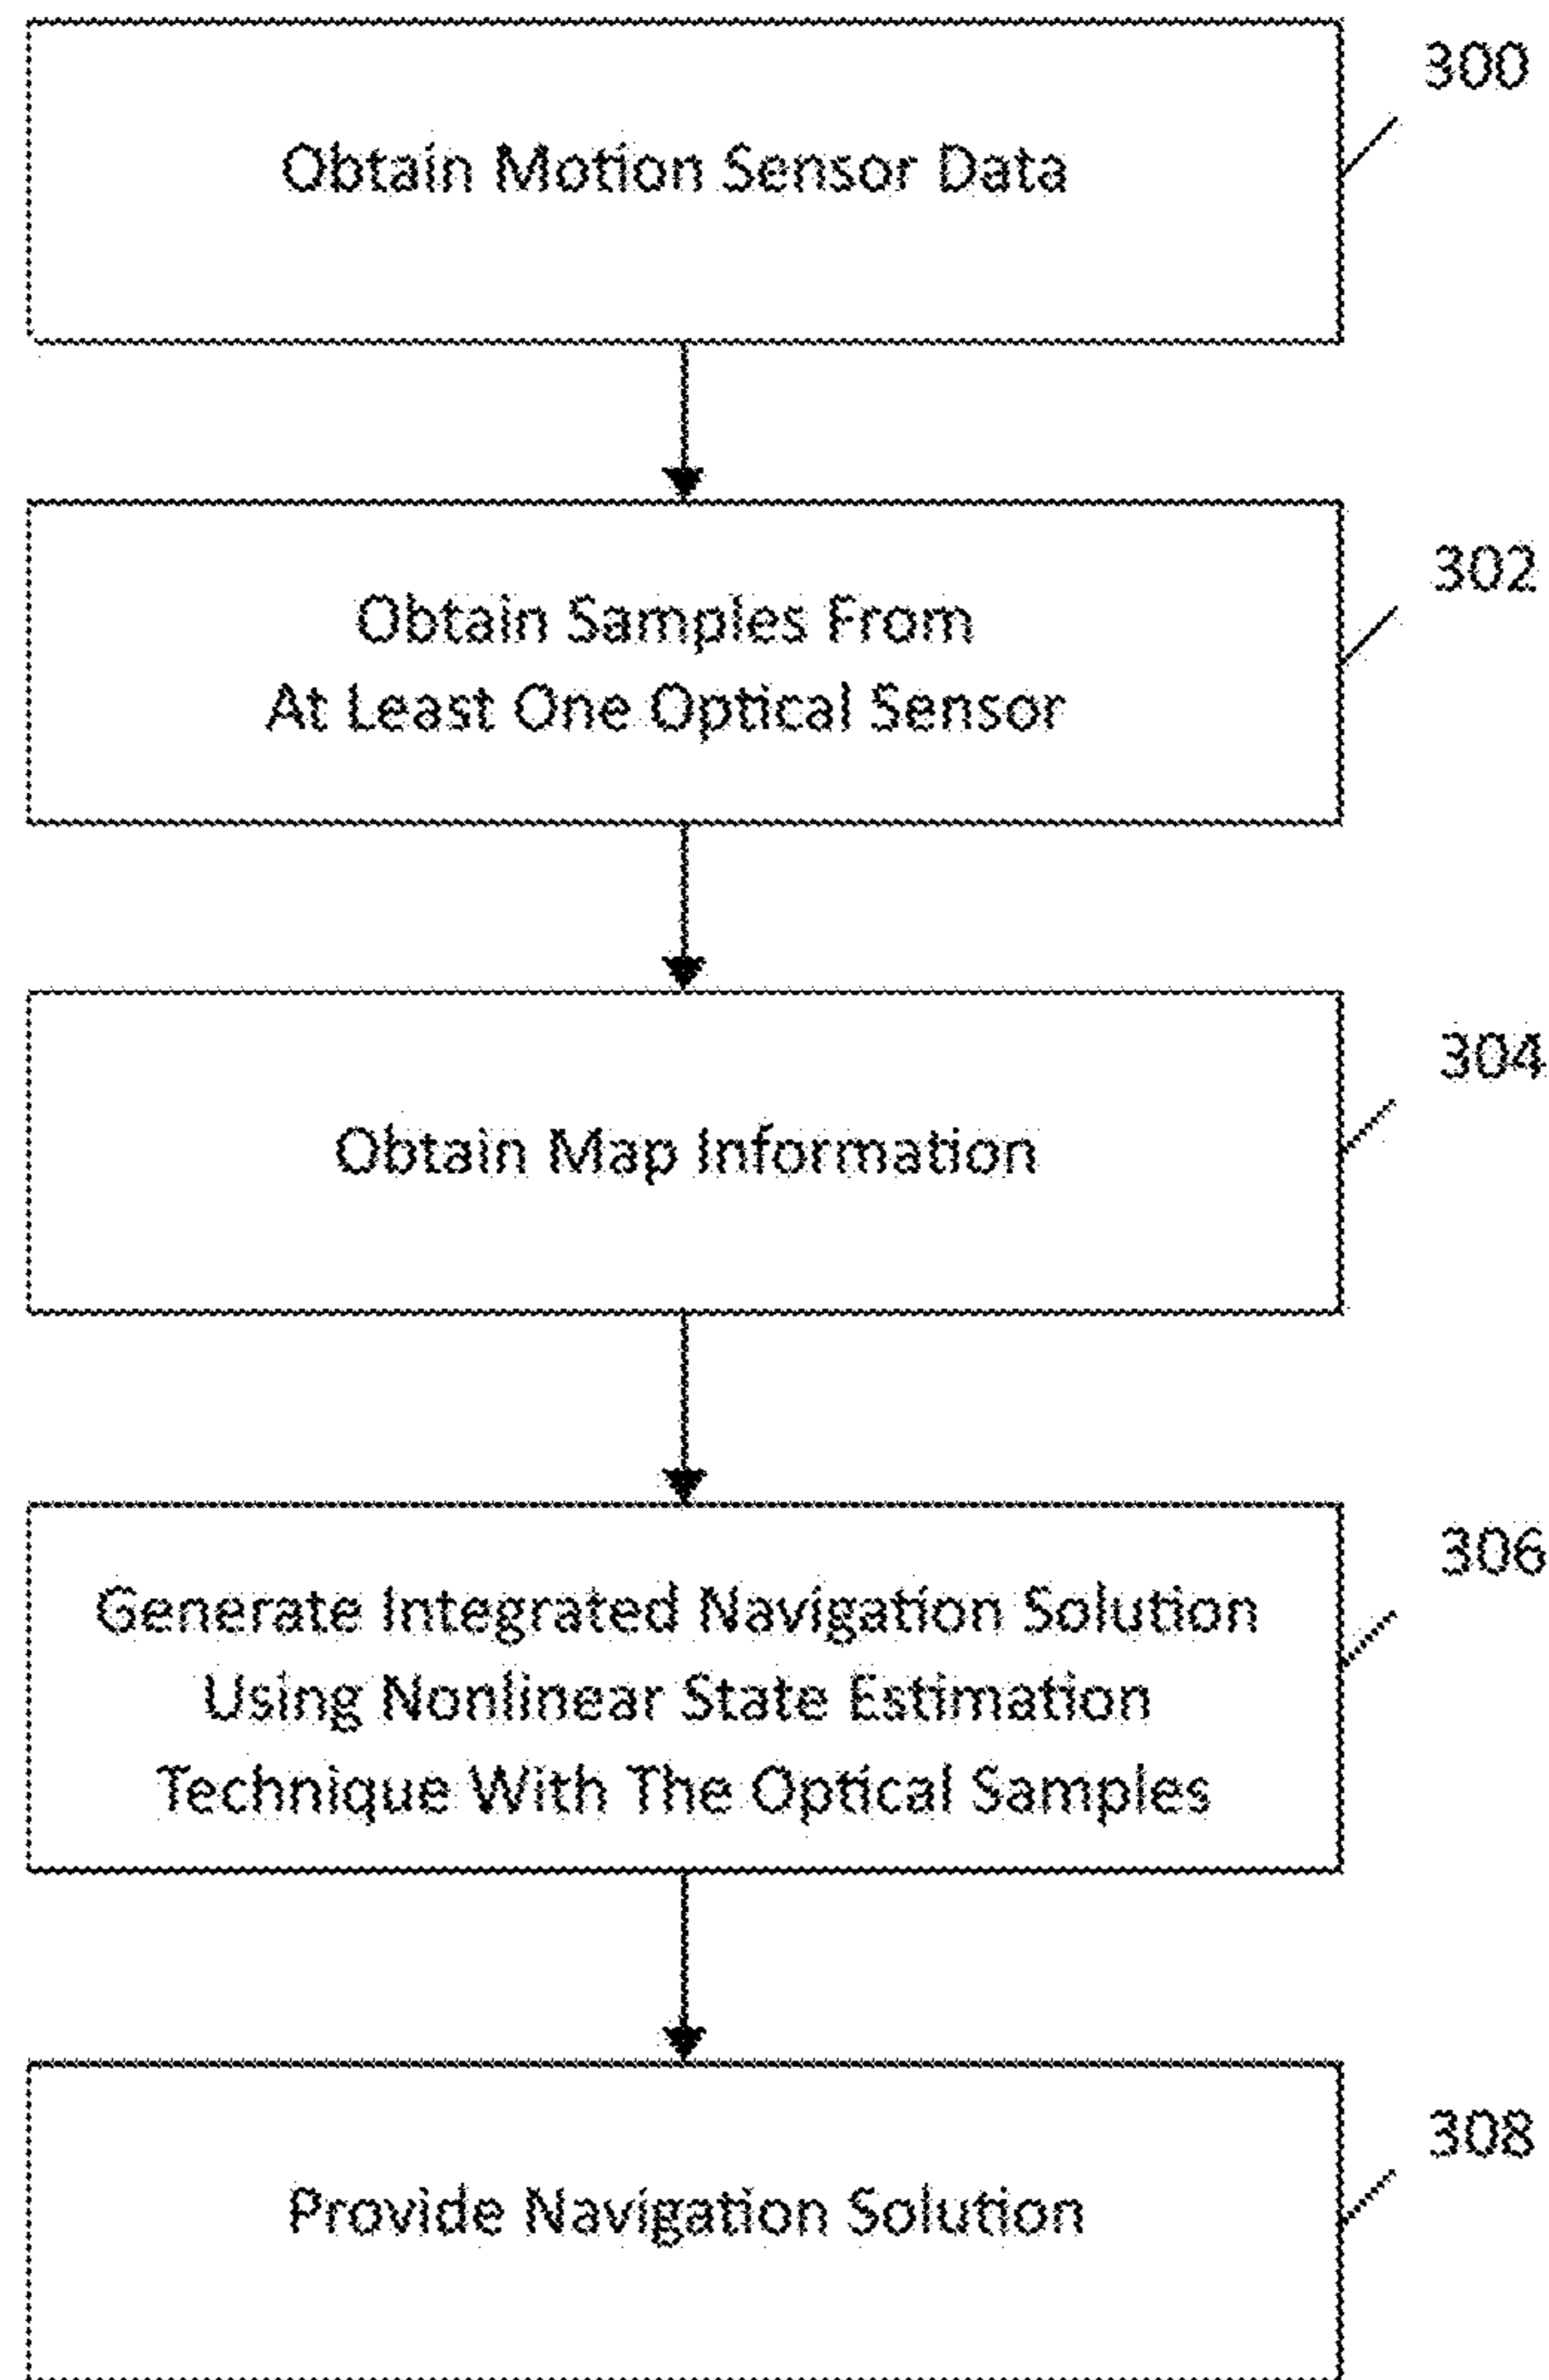 300
Obtain Motion Sensor Data
302
Obtain Samples From
At Least One Optical Sensor
304
Obtain Map Information
306
Generate Integrated Navigation Solution
Using Nonlinear State Estimation
Technique With The Optical Samples
308
Provide Navigation Solution